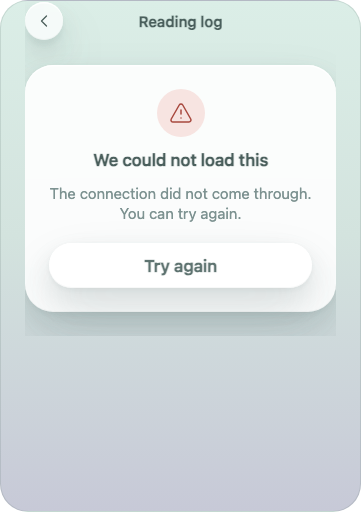 Reading log
We could not load this
The connection did not come through.
You can try again.
Try again